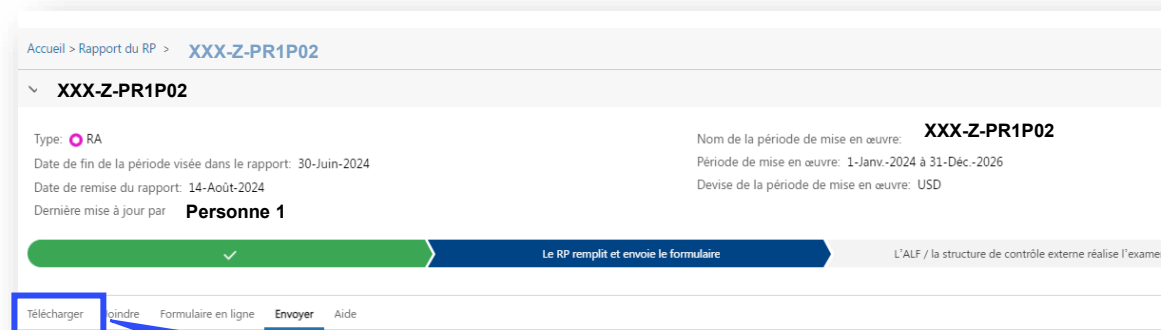 Accueil > Rapport du RP > XXX-Z-PR1P02
XXX-Z-PR1P02
Type: RA
Nom de la période de mise en œuvre: XXX-Z-PR1P02
Date de fin de la période visée dans le rapport: 30-Juin-2024
Période de mise en œuvre: 1-Janv.-2024 à 31-Déc.-2026
Date de remise du rapport: 14-Août-2024
Devise de la période de mise en œuvre: USD
Dernière mise à jour par Personne 1
Le RP remplit et envoie le formulaire
L'ALF / la structure de contrôle externe réalise l'examen
Télécharger Joindre Formulaire en ligne Envoyer Aide